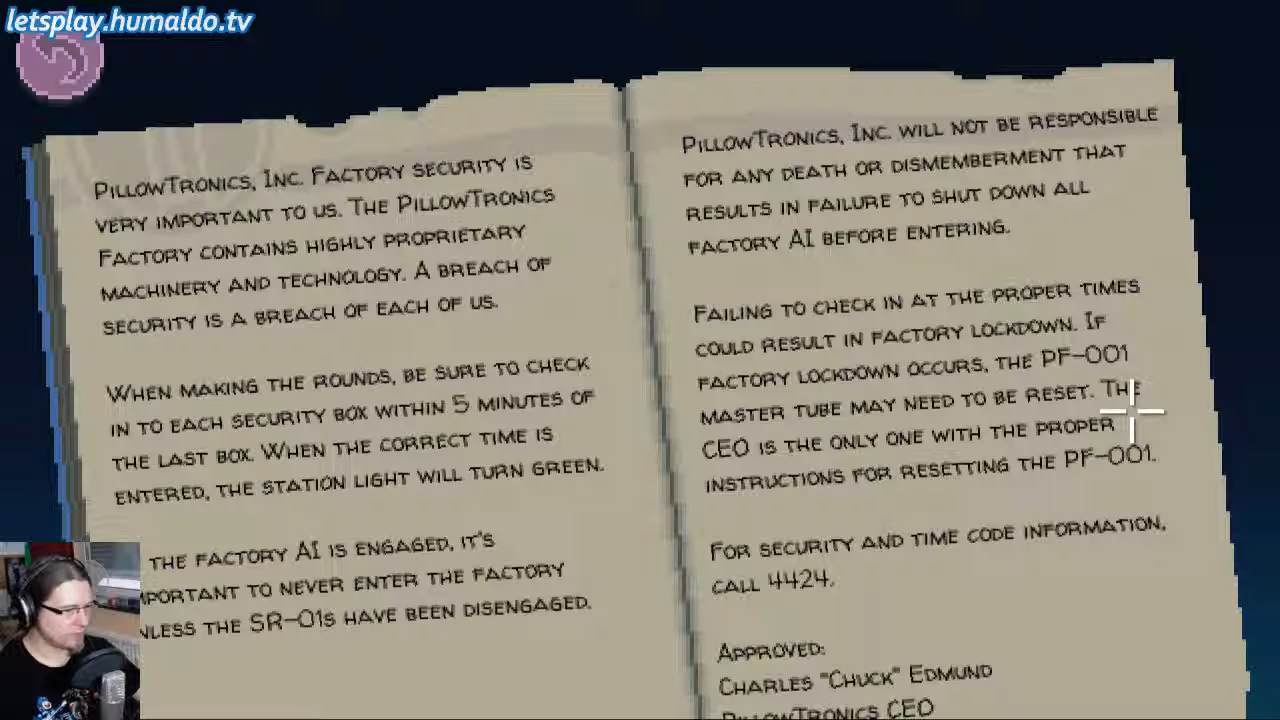 letsplay.humaldo.tv
PillowTronics, Inc. Factory security is
very important to us. The PillowTronics
Factory contains highly proprietary
machinery and technology. A breach of
security is a breach of each of us.
When making the rounds, be sure to check
in to each security box within 5 minutes of
the last box. When the correct time is
entered, the station light will turn green.
the factory AI is engaged, it's
to never enter the factory
the SR-01s have been disengaged.
PillowTronics, Inc. will not be responsible
for any death or dismemberment that
results in failure to shut down all
factory AI before entering.
Failing to check in at the proper times
could result in factory lockdown. If
factory lockdown occurs, the PF-001
master tube may need to be reset. The
CEO is the only one with the proper
instructions for resetting the PF-001.
For security and time code information,
call 4424.
Approved:
Charles "Chuck" Edmund
PillowTronics CEO